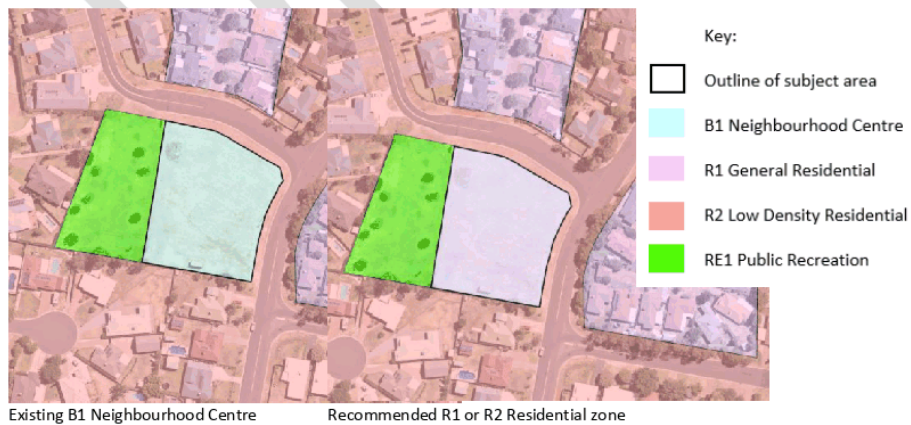 Key:
Outline of subject area
B1 Neighbourhood Centre
R1 General Residential
R2 Low Density Residential
RE1 Public Recreation
Existing B1 Neighbourhood Centre
Recommended R1 or R2 Residential zone